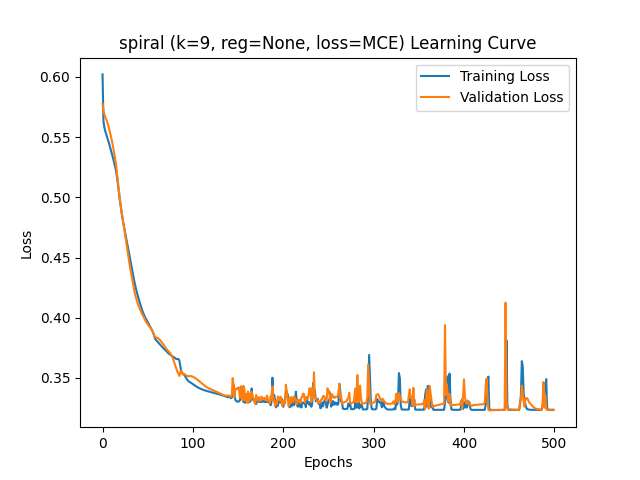 spiral (k=9, reg=None, loss=MCE) Learning Curve
Training Loss
Validation Loss
0.60
0.55
0.50
0.45
0.40
0.35
Loss
0
100
200
300
400
500
Epochs